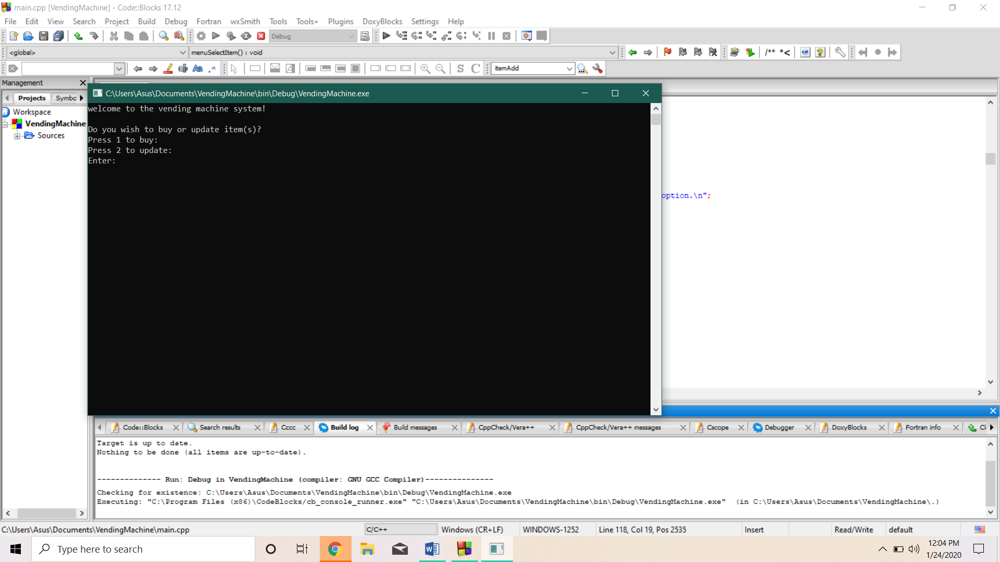 main.cpp [VendingMachine] - Code::Blocks 17.12
File Edit View Search Project Build Debug Fortran wxSmith Tools Tools+ Plugins DoxyBlocks Settings Help
Debug
<global> menuSelectItem() : void /** *<
Aa .* S C itemAdd
Management
Projects Symbo
Workspace
VendingMachine
Sources
C:\Users\Asus\Documents\VendingMachine\bin\Debug\VendingMachine.exe
welcome to the vending machine system!
Do you wish to buy or update item(s)?
Press 1 to buy:
Press 2 to update:
Enter:
option.\n";
Code::Blocks Search results Cccc Build log Build messages CppCheck/Vera++ CppCheck/Vera++ messages Cscope Debugger DoxyBlocks Fortran info
Target is up to date.
Nothing to be done (all items are up-to-date).
-------------- Run: Debug in VendingMachine (compiler: GNU GCC Compiler)---------------
Checking for existence: C:\Users\Asus\Documents\VendingMachine\bin\Debug\VendingMachine.exe
Executing: "C:\Program Files (x86)\CodeBlocks/cb_console_runner.exe" "C:\Users\Asus\Documents\VendingMachine\bin\Debug\VendingMachine.exe" (in C:\Users\Asus\Documents\VendingMachine\.)
C:\Users\Asus\Documents\VendingMachine\main.cpp C/C++ Windows (CR+LF) WINDOWS-1252 Line 118, Col 19, Pos 2535 Insert Read/Write default
Type here to search
12:04 PM
1/24/2020